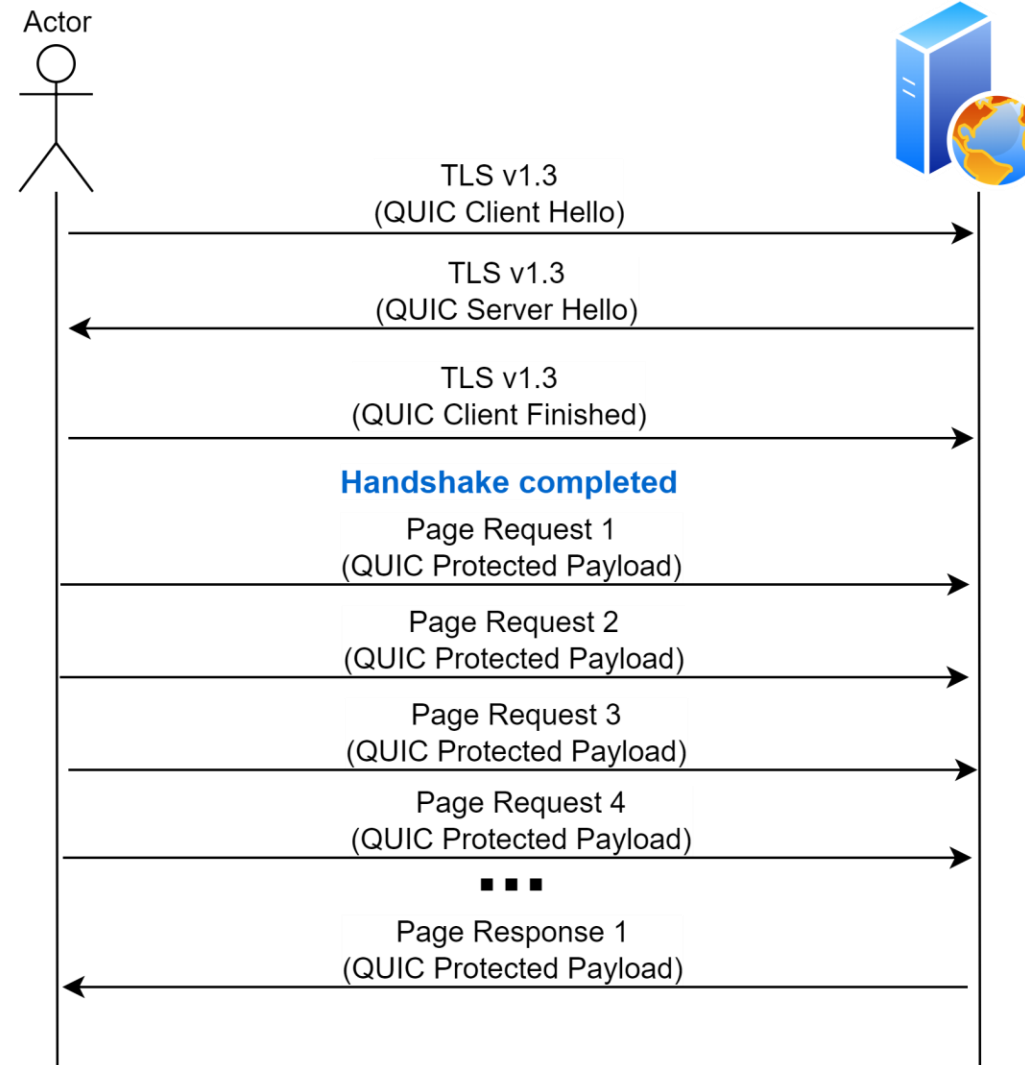 Actor
TLS v1.3
(QUIC Client Hello)
TLS v1.3
(QUIC Server Hello)
TLS v1.3
(QUIC Client Finished)
Handshake completed
Page Request 1
(QUIC Protected Payload)
Page Request 2
(QUIC Protected Payload)
Page Request 3
(QUIC Protected Payload)
Page Request 4
(QUIC Protected Payload)
...
Page Response 1
(QUIC Protected Payload)